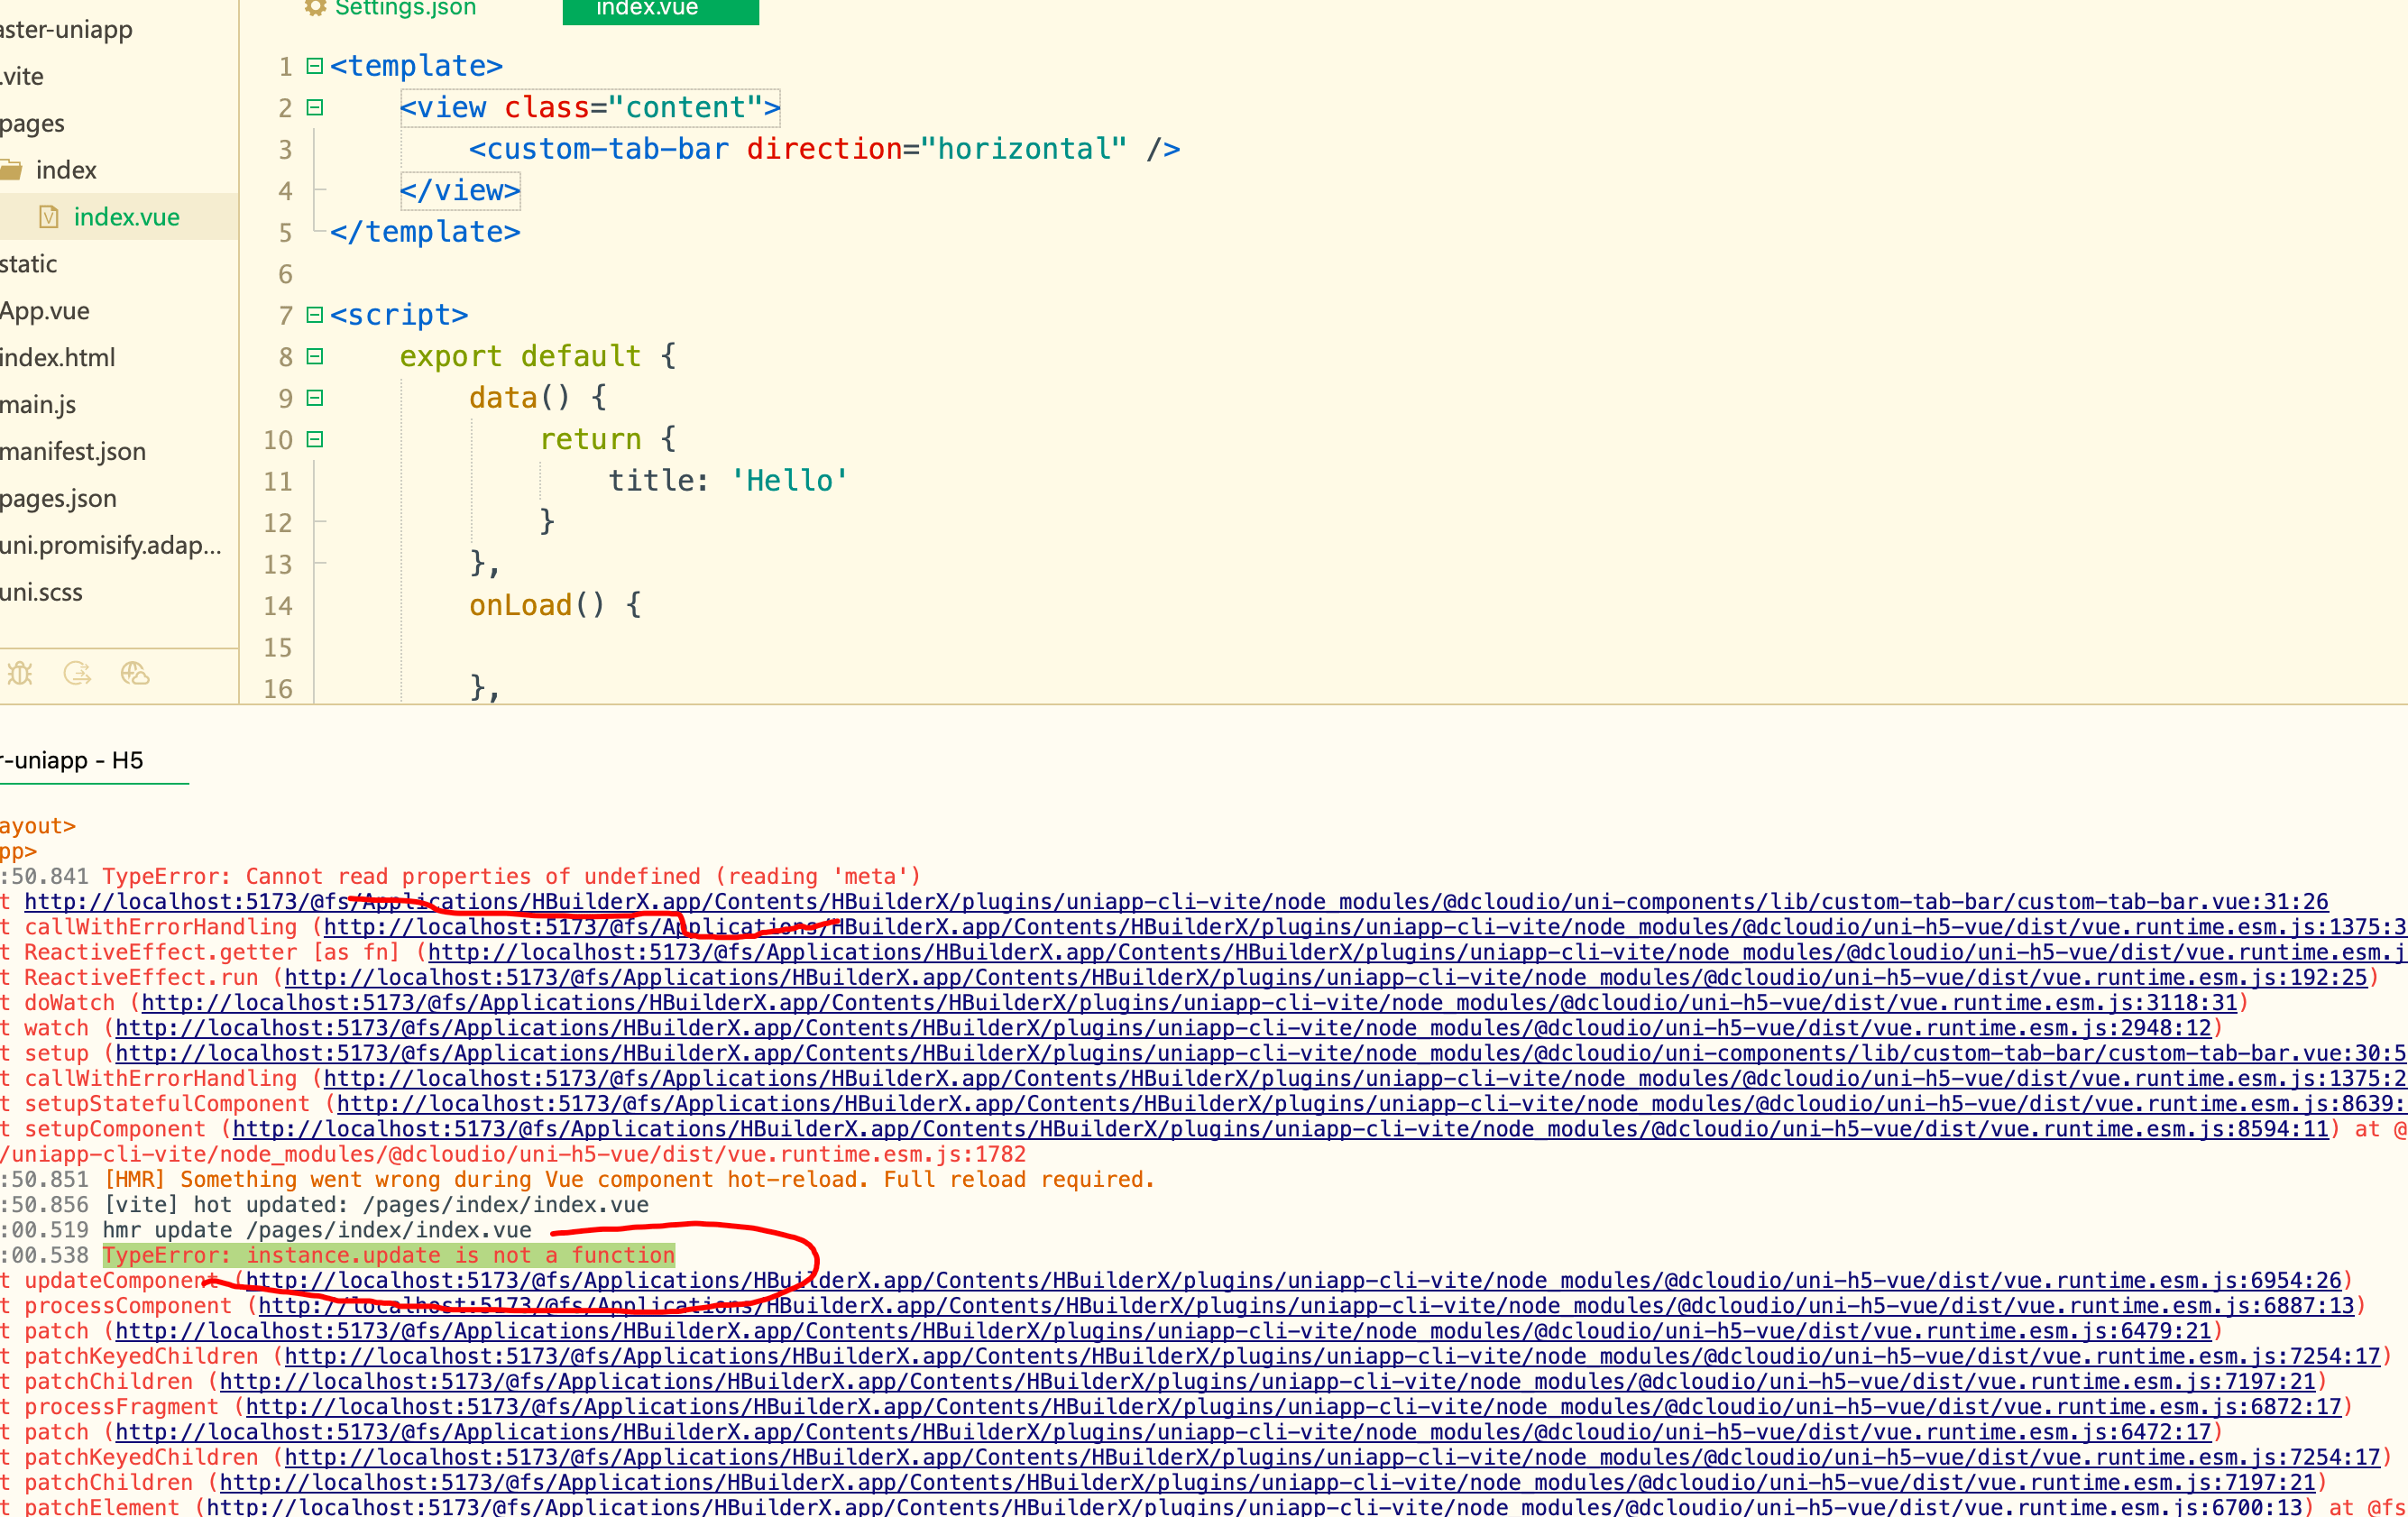 Settings.json
index.vue
aster-uniapp
.vite
pages
index
index.vue
static
App.vue
index.html
main.js
manifest.json
pages.json
uni.promisify.adap...
uni.scss
1 <template>
2 <view class="content">
3 <custom-tab-bar direction="horizontal" />
4 </view>
5 </template>
6
7 <script>
8 export default {
9 data() {
10 return {
11 title: 'Hello'
12 }
13 },
14 onLoad() {
15
16 },
r-uniapp - H5
ayout>
pp>
:50.841 TypeError: Cannot read properties of undefined (reading 'meta')
t http://localhost:5173/@fs/Applications/HBuilderX.app/Contents/HBuilderX/plugins/uniapp-cli-vite/node_modules/@dcloudio/uni-components/lib/custom-tab-bar/custom-tab-bar.vue:31:26
t callWithErrorHandling (http://localhost:5173/@fs/Applications/HBuilderX.app/Contents/HBuilderX/plugins/uniapp-cli-vite/node_modules/@dcloudio/uni-h5-vue/dist/vue.runtime.esm.js:1375:3
t ReactiveEffect.getter [as fn] (http://localhost:5173/@fs/Applications/HBuilderX.app/Contents/HBuilderX/plugins/uniapp-cli-vite/node_modules/@dcloudio/uni-h5-vue/dist/vue.runtime.esm.j
t ReactiveEffect.run (http://localhost:5173/@fs/Applications/HBuilderX.app/Contents/HBuilderX/plugins/uniapp-cli-vite/node_modules/@dcloudio/uni-h5-vue/dist/vue.runtime.esm.js:192:25)
t doWatch (http://localhost:5173/@fs/Applications/HBuilderX.app/Contents/HBuilderX/plugins/uniapp-cli-vite/node_modules/@dcloudio/uni-h5-vue/dist/vue.runtime.esm.js:3118:31)
t watch (http://localhost:5173/@fs/Applications/HBuilderX.app/Contents/HBuilderX/plugins/uniapp-cli-vite/node_modules/@dcloudio/uni-h5-vue/dist/vue.runtime.esm.js:2948:12)
t setup (http://localhost:5173/@fs/Applications/HBuilderX.app/Contents/HBuilderX/plugins/uniapp-cli-vite/node_modules/@dcloudio/uni-components/lib/custom-tab-bar/custom-tab-bar.vue:30:5
t callWithErrorHandling (http://localhost:5173/@fs/Applications/HBuilderX.app/Contents/HBuilderX/plugins/uniapp-cli-vite/node_modules/@dcloudio/uni-h5-vue/dist/vue.runtime.esm.js:1375:2
t setupStatefulComponent (http://localhost:5173/@fs/Applications/HBuilderX.app/Contents/HBuilderX/plugins/uniapp-cli-vite/node_modules/@dcloudio/uni-h5-vue/dist/vue.runtime.esm.js:8639:
t setupComponent (http://localhost:5173/@fs/Applications/HBuilderX.app/Contents/HBuilderX/plugins/uniapp-cli-vite/node_modules/@dcloudio/uni-h5-vue/dist/vue.runtime.esm.js:8594:11) at @
/uniapp-cli-vite/node_modules/@dcloudio/uni-h5-vue/dist/vue.runtime.esm.js:1782
:50.851 [HMR] Something went wrong during Vue component hot-reload. Full reload required.
:50.856 [vite] hot updated: /pages/index/index.vue
:00.519 hmr update /pages/index/index.vue
:00.538 TypeError: instance.update is not a function
t updateComponent (http://localhost:5173/@fs/Applications/HBuilderX.app/Contents/HBuilderX/plugins/uniapp-cli-vite/node_modules/@dcloudio/uni-h5-vue/dist/vue.runtime.esm.js:6954:26)
t processComponent (http://localhost:5173/@fs/Applications/HBuilderX.app/Contents/HBuilderX/plugins/uniapp-cli-vite/node_modules/@dcloudio/uni-h5-vue/dist/vue.runtime.esm.js:6887:13)
t patch (http://localhost:5173/@fs/Applications/HBuilderX.app/Contents/HBuilderX/plugins/uniapp-cli-vite/node_modules/@dcloudio/uni-h5-vue/dist/vue.runtime.esm.js:6479:21)
t patchKeyedChildren (http://localhost:5173/@fs/Applications/HBuilderX.app/Contents/HBuilderX/plugins/uniapp-cli-vite/node_modules/@dcloudio/uni-h5-vue/dist/vue.runtime.esm.js:7254:17)
t patchChildren (http://localhost:5173/@fs/Applications/HBuilderX.app/Contents/HBuilderX/plugins/uniapp-cli-vite/node_modules/@dcloudio/uni-h5-vue/dist/vue.runtime.esm.js:7197:21)
t processFragment (http://localhost:5173/@fs/Applications/HBuilderX.app/Contents/HBuilderX/plugins/uniapp-cli-vite/node_modules/@dcloudio/uni-h5-vue/dist/vue.runtime.esm.js:6872:17)
t patch (http://localhost:5173/@fs/Applications/HBuilderX.app/Contents/HBuilderX/plugins/uniapp-cli-vite/node_modules/@dcloudio/uni-h5-vue/dist/vue.runtime.esm.js:6472:17)
t patchKeyedChildren (http://localhost:5173/@fs/Applications/HBuilderX.app/Contents/HBuilderX/plugins/uniapp-cli-vite/node_modules/@dcloudio/uni-h5-vue/dist/vue.runtime.esm.js:7254:17)
t patchChildren (http://localhost:5173/@fs/Applications/HBuilderX.app/Contents/HBuilderX/plugins/uniapp-cli-vite/node_modules/@dcloudio/uni-h5-vue/dist/vue.runtime.esm.js:7197:21)
t patchElement (http://localhost:5173/@fs/Applications/HBuilderX.app/Contents/HBuilderX/plugins/uniapp-cli-vite/node_modules/@dcloudio/uni-h5-vue/dist/vue.runtime.esm.js:6700:13) at @fs